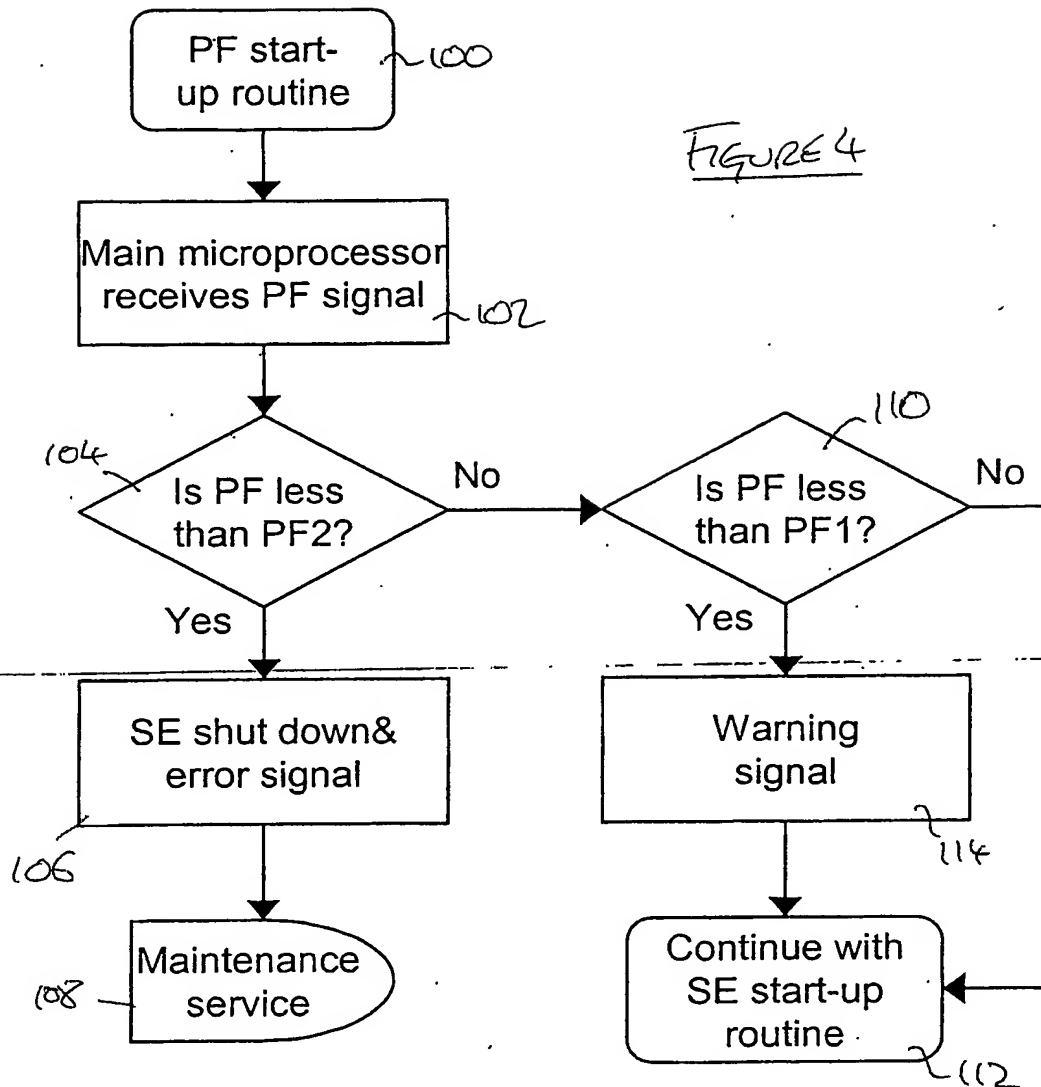 PF start-
up routine
100
FIGURE 4
Main microprocessor
receives PF signal
102
104
Is PF less
than PF2?
No
110
Is PF less
than PF1?
No
Yes
Yes
SE shut down&
error signal
106
Warning
signal
114
Maintenance
service
108
Continue with
SE start-up
routine
112